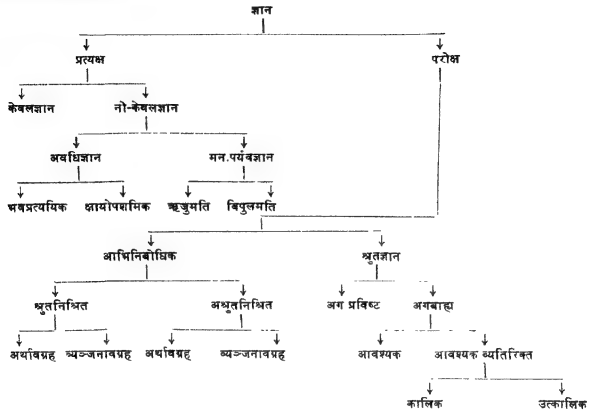 ज्ञान
प्रत्यक्ष परोक्ष
केवलज्ञान नो-केवलज्ञान
अवधिज्ञान मन.पर्यवज्ञान
भवप्रत्ययिक क्षायोपशमिक ऋजुमति विपुलमति
आभिनिबोधिक श्रुतज्ञान
श्रुतनिश्रित अश्रुतनिश्रित अग प्रविष्ट अगबाह्य
अर्थावग्रह व्यञ्जनावग्रह अर्थावग्रह व्यञ्जनावग्रह आवश्यक आवश्यक व्यतिरिक्त
कालिक उत्कालिक